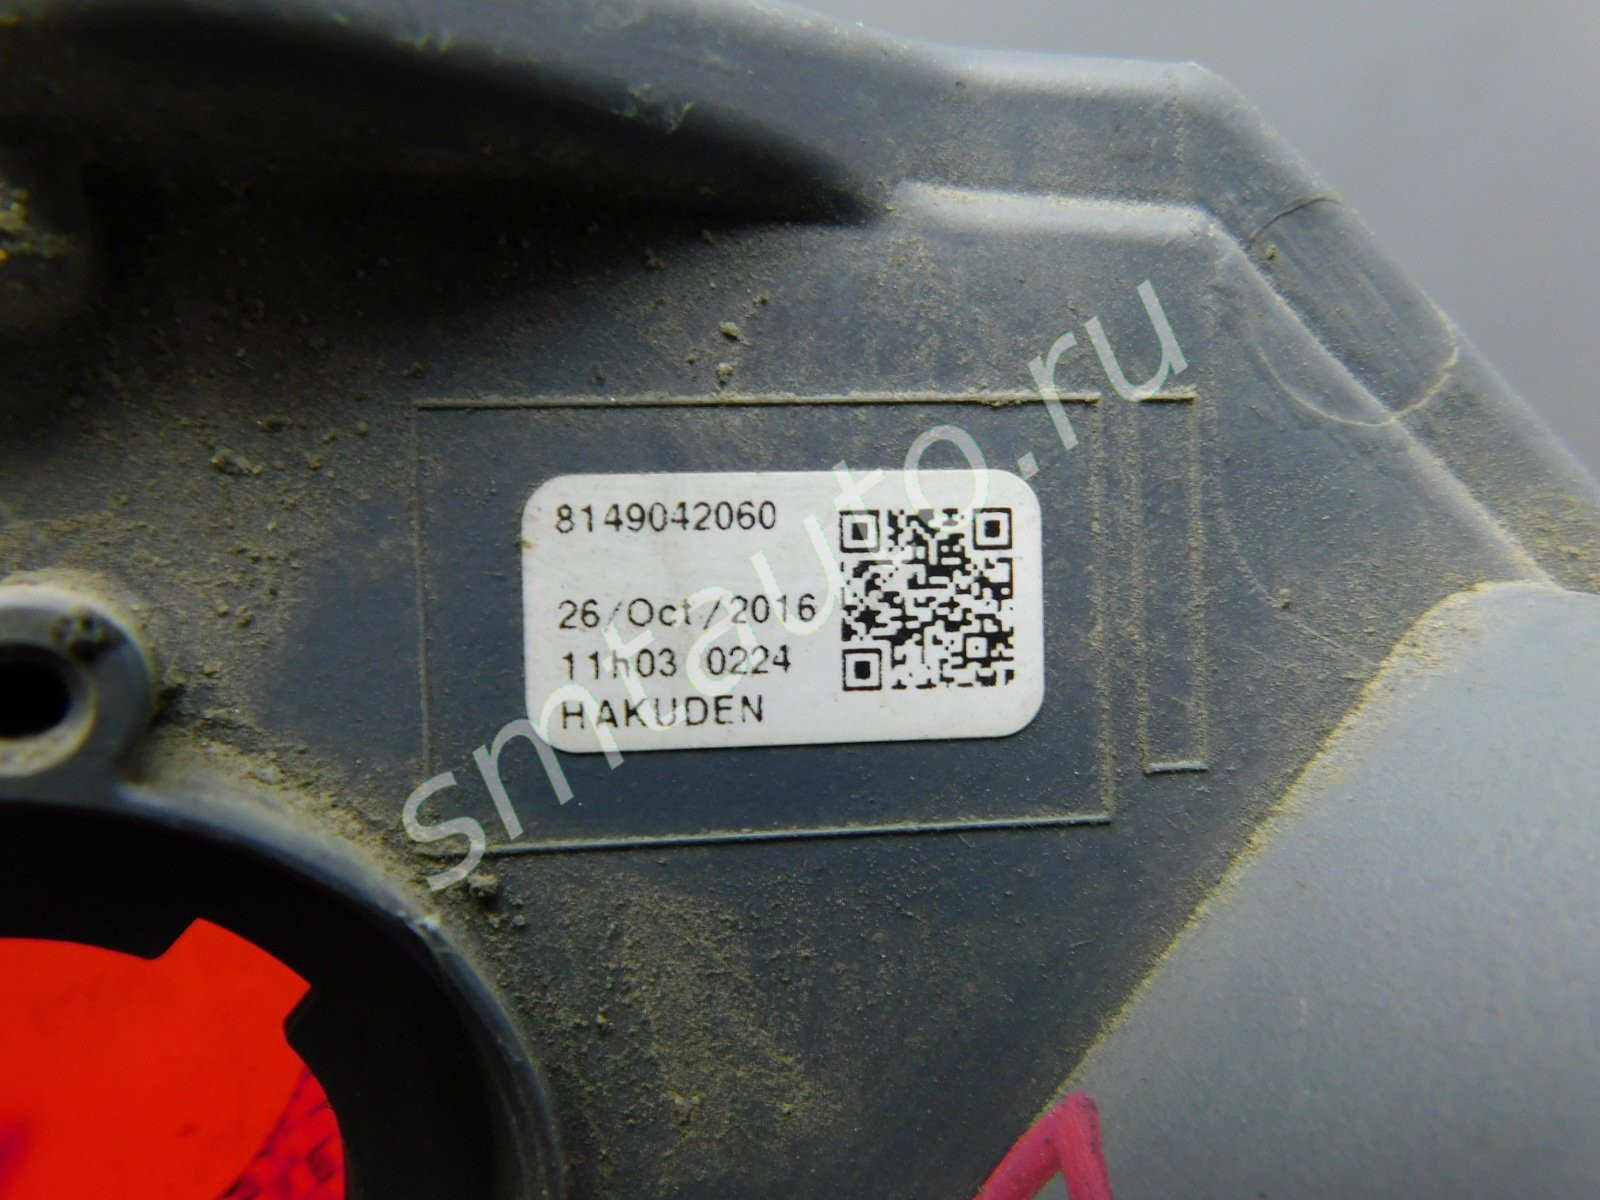 8149042060
26/Oct/2016
11h03 0224
HAKUDEN
smtauto.ru